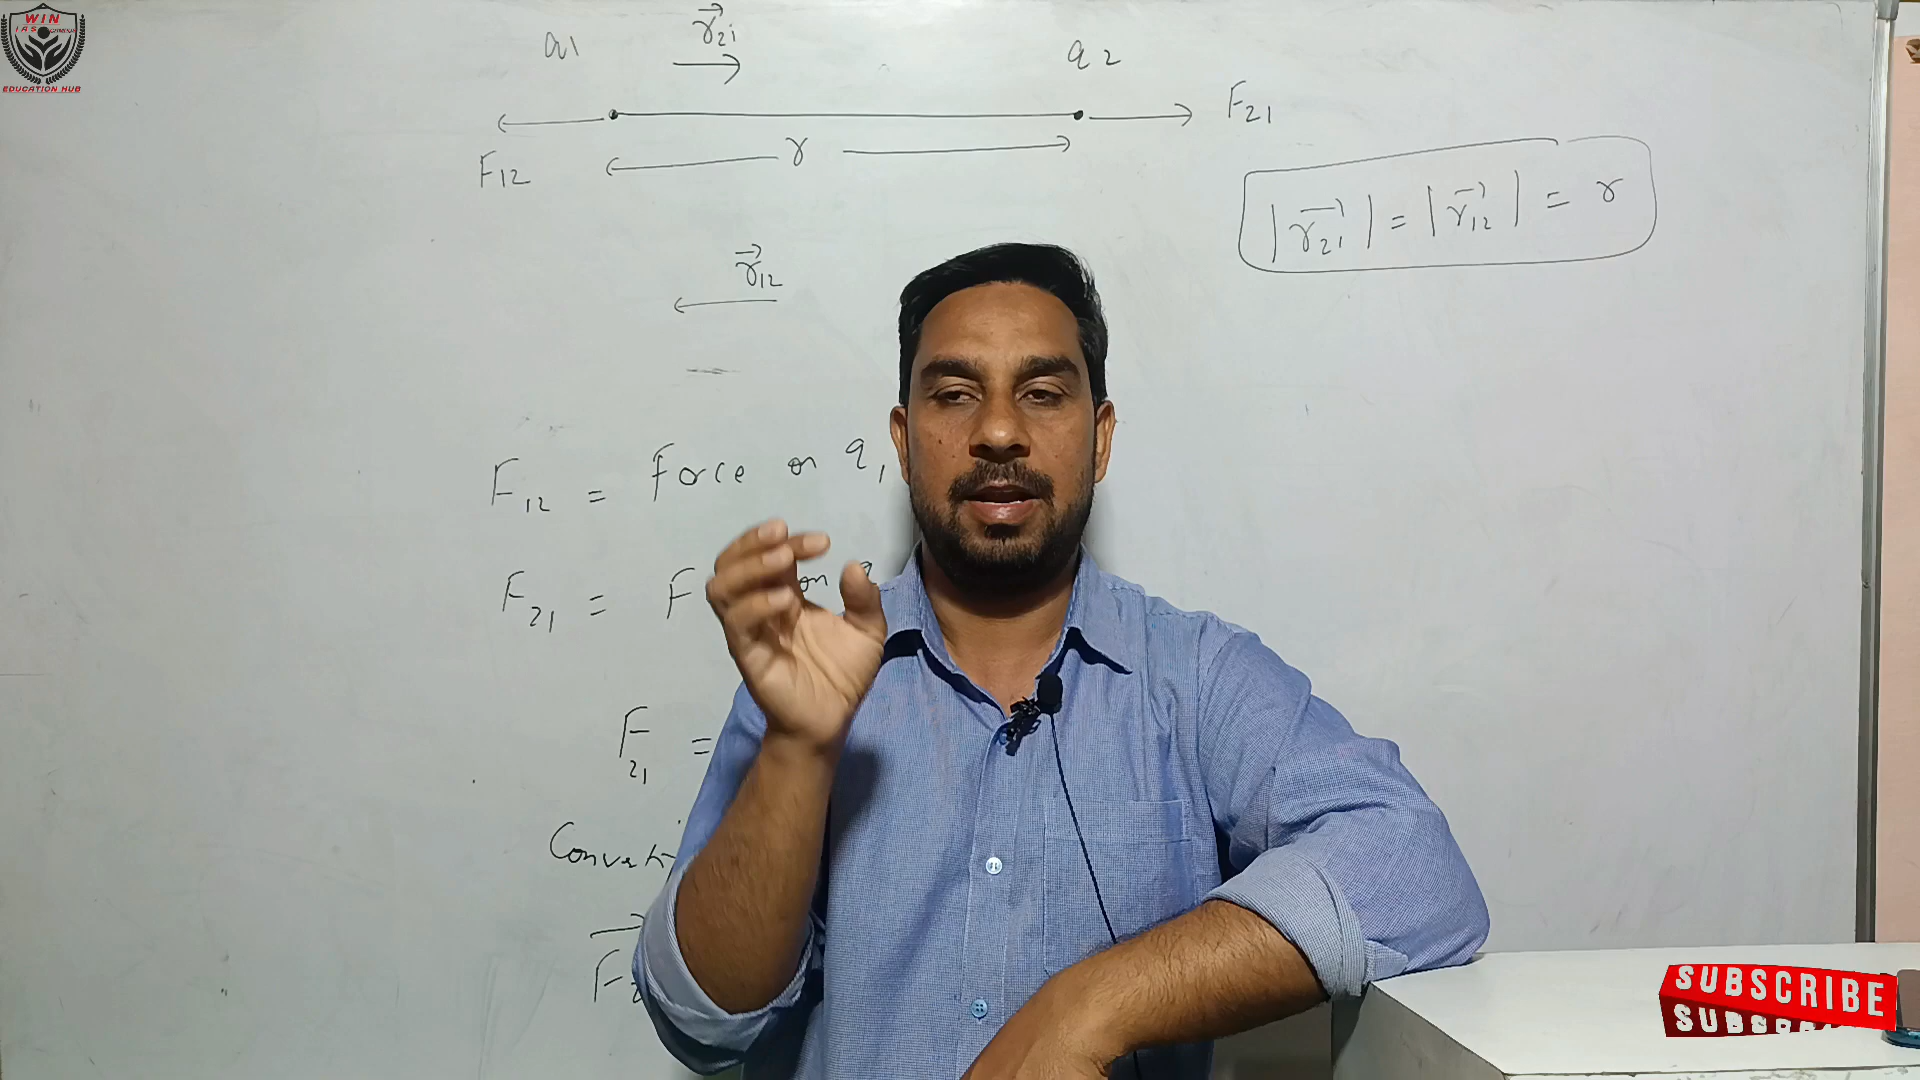 WIN
IAS
EDUCATION HUB
q1
r⃗21
q2
F21
F12
r
|r⃗21| = |r⃗12| = r
r⃗12
F12 = Force on q1
F21 = F on
F21 =
F
SUBSCRIBE